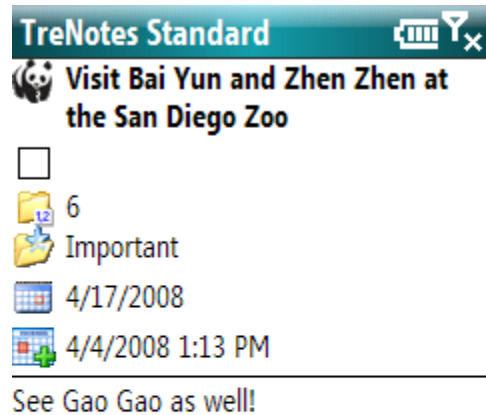 TreNotes Standard
Visit Bai Yun and Zhen Zhen at
the San Diego Zoo
12
6
Important
4/17/2008
4/4/2008 1:13 PM
See Gao Gao as well!